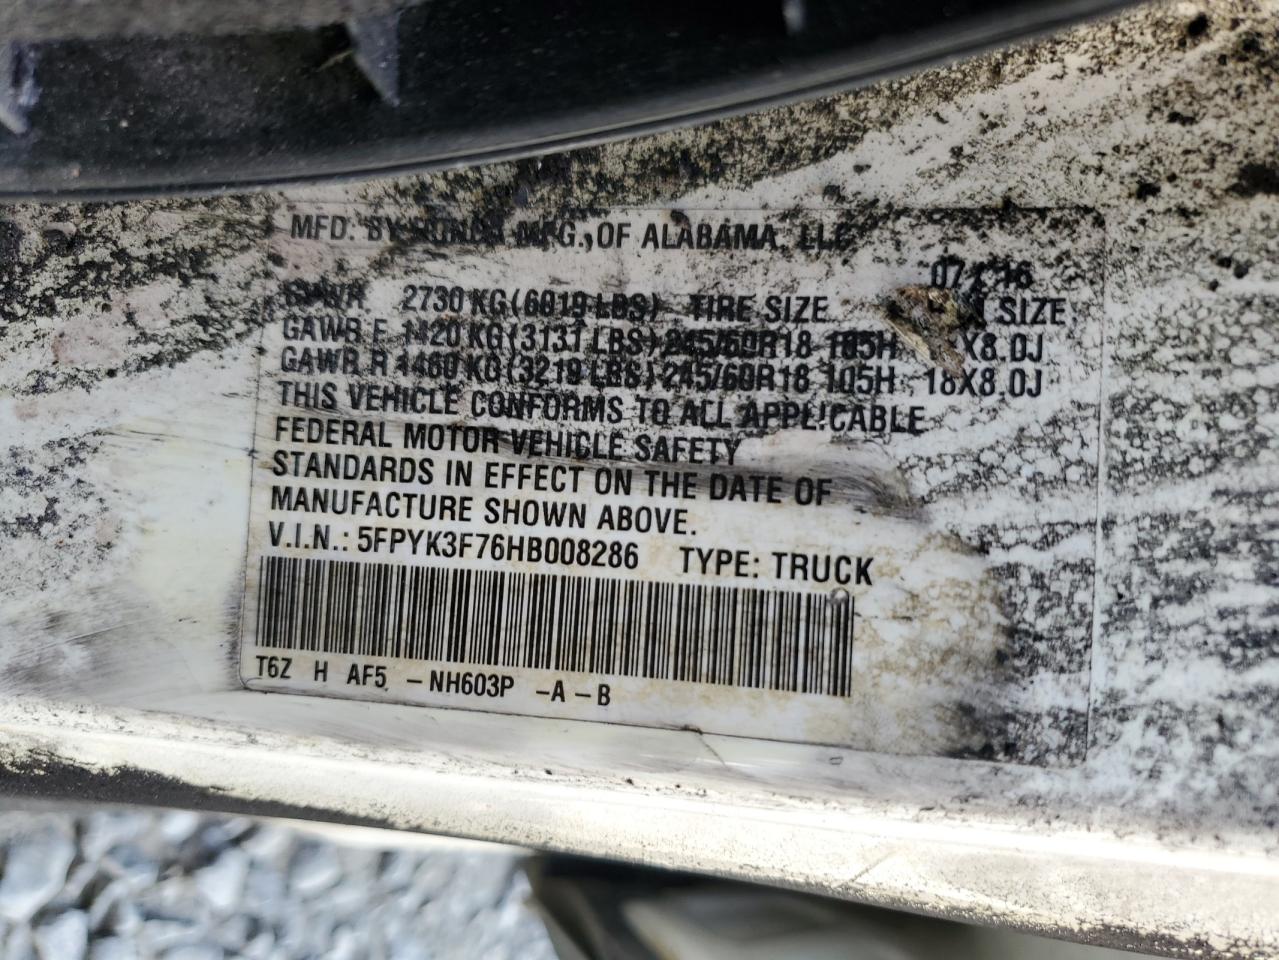 MFD. BY HONDA MFG., OF ALABAMA, LLC
07 / 16
GVWR 2730 KG (6019 LBS) TIRE SIZE RIM SIZE
GAWR F 1420 KG (3131 LBS) 245/60R18 105H X8.0J
GAWR R 1460 KG (3219 LBS) 245/60R18 105H 18X8.0J
THIS VEHICLE CONFORMS TO ALL APPLICABLE
FEDERAL MOTOR VEHICLE SAFETY
STANDARDS IN EFFECT ON THE DATE OF
MANUFACTURE SHOWN ABOVE.
V.I.N.: 5FPYK3F76HB008286 TYPE: TRUCK
T6Z H AF5 -NH603P -A-B